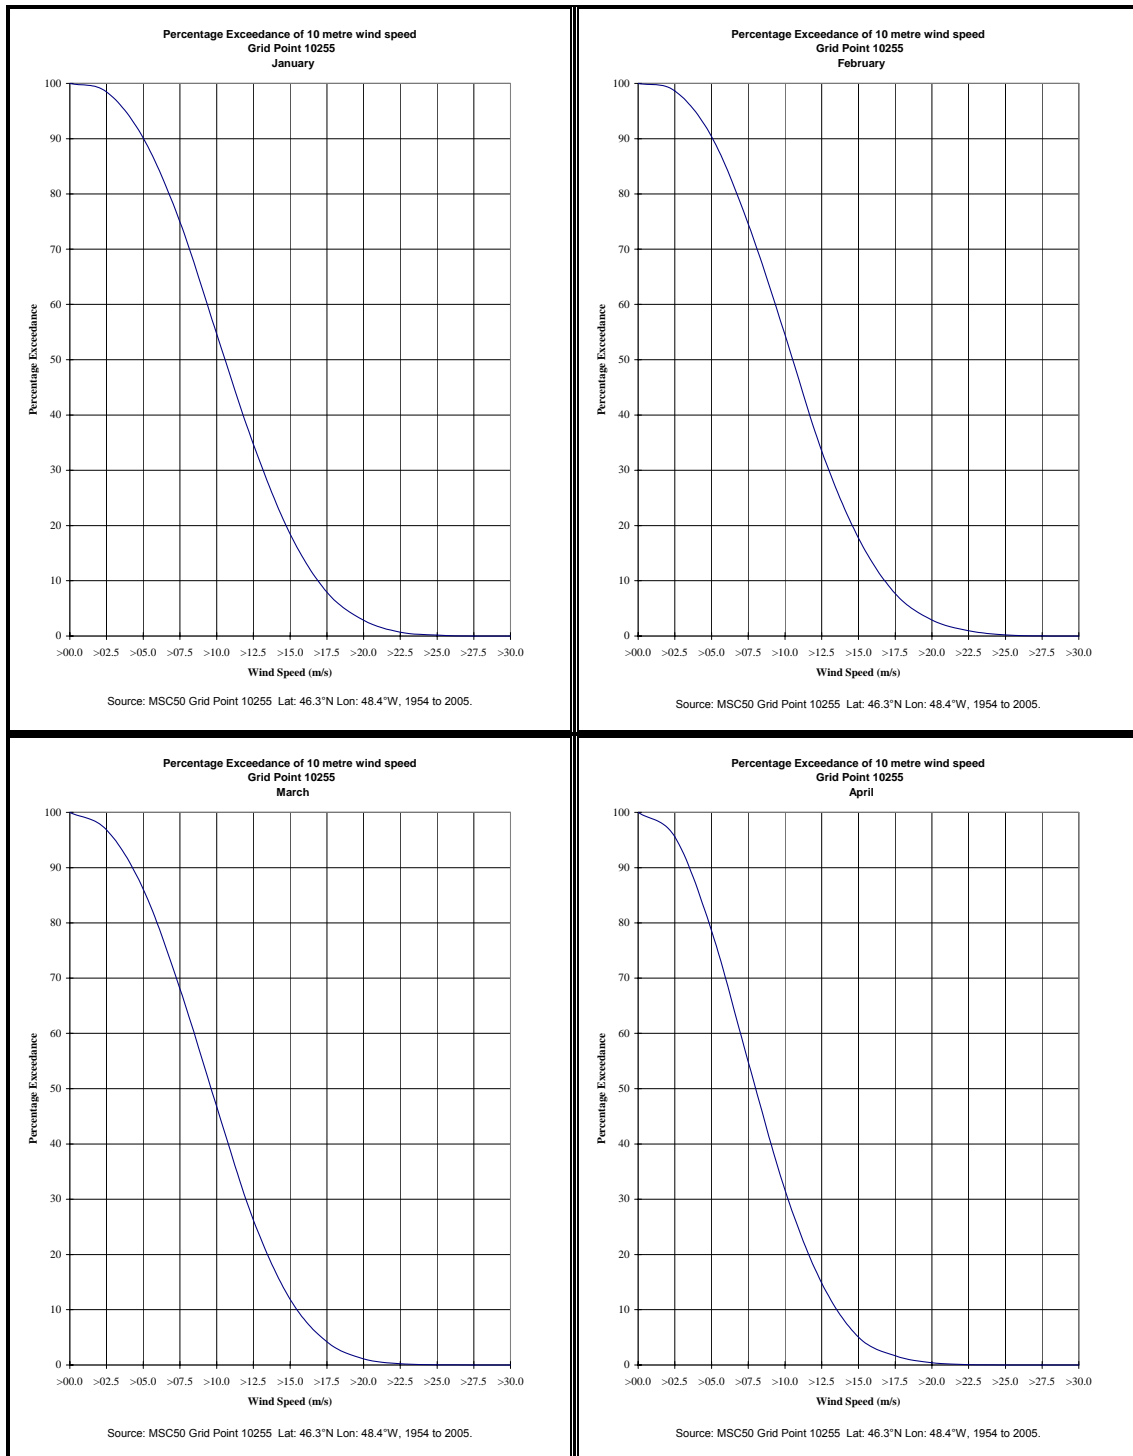 Percentage Exceedance of 10 metre wind speed
Grid Point 10255
January
100
90
80
70
60
50
40
30
20
10
0
Percentage Exceedance
>00.0 >02.5 >05.0 >07.5 >10.0 >12.5 >15.0 >17.5 >20.0 >22.5 >25.0 >27.5 >30.0
Wind Speed (m/s)
Source: MSC50 Grid Point 10255 Lat: 46.3°N Lon: 48.4°W, 1954 to 2005.
Percentage Exceedance of 10 metre wind speed
Grid Point 10255
February
100
90
80
70
60
50
40
30
20
10
0
Percentage Exceedance
>00.0 >02.5 >05.0 >07.5 >10.0 >12.5 >15.0 >17.5 >20.0 >22.5 >25.0 >27.5 >30.0
Wind Speed (m/s)
Source: MSC50 Grid Point 10255 Lat: 46.3°N Lon: 48.4°W, 1954 to 2005.
Percentage Exceedance of 10 metre wind speed
Grid Point 10255
March
100
90
80
70
60
50
40
30
20
10
0
Percentage Exceedance
>00.0 >02.5 >05.0 >07.5 >10.0 >12.5 >15.0 >17.5 >20.0 >22.5 >25.0 >27.5 >30.0
Wind Speed (m/s)
Source: MSC50 Grid Point 10255 Lat: 46.3°N Lon: 48.4°W, 1954 to 2005.
Percentage Exceedance of 10 metre wind speed
Grid Point 10255
April
100
90
80
70
60
50
40
30
20
10
0
Percentage Exceedance
>00.0 >02.5 >05.0 >07.5 >10.0 >12.5 >15.0 >17.5 >20.0 >22.5 >25.0 >27.5 >30.0
Wind Speed (m/s)
Source: MSC50 Grid Point 10255 Lat: 46.3°N Lon: 48.4°W, 1954 to 2005.